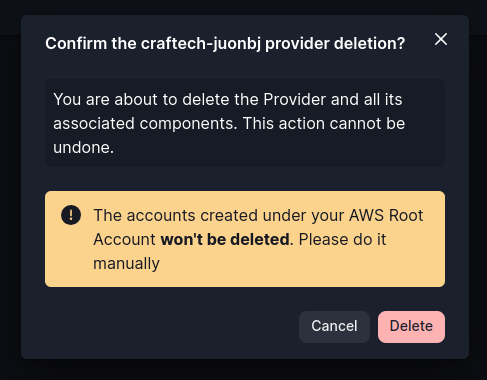 Confirm the craftech-juonbj provider deletion?
You are about to delete the Provider and all its
associated components. This action cannot be
undone.
The accounts created under your AWS Root
Account won't be deleted. Please do it
manually
Cancel Delete